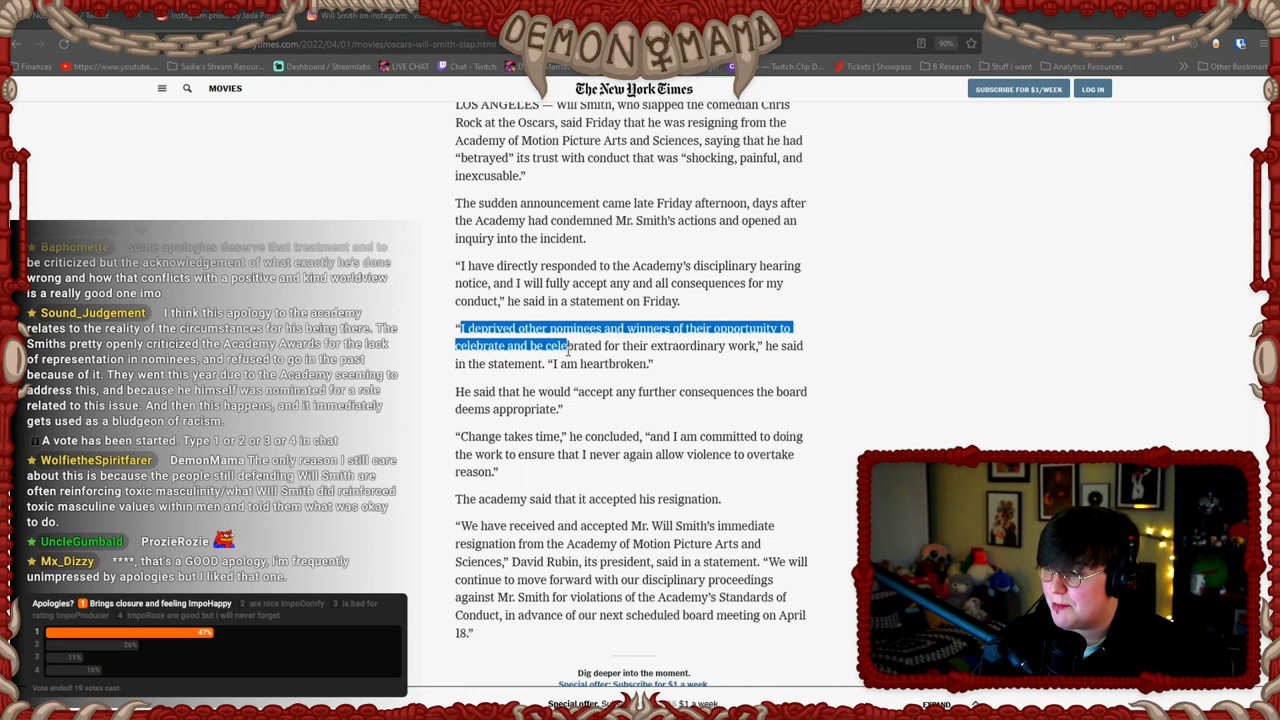 Instagram photo by Jada Pin
Will Smith on Instagram: "Vi
DEMON MAMA
times.com/2022/04/01/movies/oscars-will-smith-slap.html
90%
Finances
https://www.youtube....
Sadie's Stream Resour...
Dashboard / Streamlabs
LIVE CHAT
Chat - Twitch
Twitch Clip D...
Tickets | Showpass
B Research
Stuff I want
Analytics Resources
Other Bookmark
MOVIES
The New York Times
SUBSCRIBE FOR $1/WEEK
LOG IN
LOS ANGELES — Will Smith, who slapped the comedian Chris
Rock at the Oscars, said Friday that he was resigning from the
Academy of Motion Picture Arts and Sciences, saying that he had
“betrayed” its trust with conduct that was “shocking, painful, and
inexcusable.”
The sudden announcement came late Friday afternoon, days after
the Academy had condemned Mr. Smith’s actions and opened an
inquiry into the incident.
“I have directly responded to the Academy’s disciplinary hearing
notice, and I will fully accept any and all consequences for my
conduct,” he said in a statement on Friday.
“I deprived other nominees and winners of their opportunity to
celebrate and be celebrated for their extraordinary work,” he said
in the statement. “I am heartbroken.”
He said that he would “accept any further consequences the board
deems appropriate.”
“Change takes time,” he concluded, “and I am committed to doing
the work to ensure that I never again allow violence to overtake
reason.”
The academy said that it accepted his resignation.
“We have received and accepted Mr. Will Smith’s immediate
resignation from the Academy of Motion Picture Arts and
Sciences,” David Rubin, its president, said in a statement. “We will
continue to move forward with our disciplinary proceedings
against Mr. Smith for violations of the Academy’s Standards of
Conduct, in advance of our next scheduled board meeting on April
18.”
Dig deeper into the moment.
Special offer: Subscribe for $1 a week.
Special offer. Subs $1 a week.
EXPAND
Baphomette some apologies deserve that treatment and to
be criticized but the acknowledgement of what exactly he's done
wrong and how that conflicts with a positive and kind worldview
is a really good one imo
Sound_Judgement I think this apology to the academy
relates to the reality of the circumstances for his being there. The
Smiths pretty openly criticized the Academy Awards for the lack
of representation in nominees, and refused to go in the past
because of it. They went this year due to the Academy seeming to
address this, and because he himself was nominated for a role
related to this issue. And then this happens, and it immediately
gets used as a bludgeon of racism.
A vote has been started. Type 1 or 2 or 3 or 4 in chat
WolfietheSpiritfarer DemonMama The only reason I still care
about this is because the people still defending Will Smith are
often reinforcing toxic masculinity/what Will Smith did reinforced
toxic masculine values within men and told them what was okay
to do.
UncleGumbald ProzieRozie
Mx_Dizzy ****, that's a GOOD apology, I'm frequently
unimpressed by apologies but I liked that one.
Apologies? 1 Brings closure and feeling ImpoHappy 2 are nice ImpoComfy 3 is bad for
rating ImpoProducer 4 ImpoRose are good but I will never forget
1 47%
2 26%
3 11%
4 16%
Vote ended! 19 votes cast.